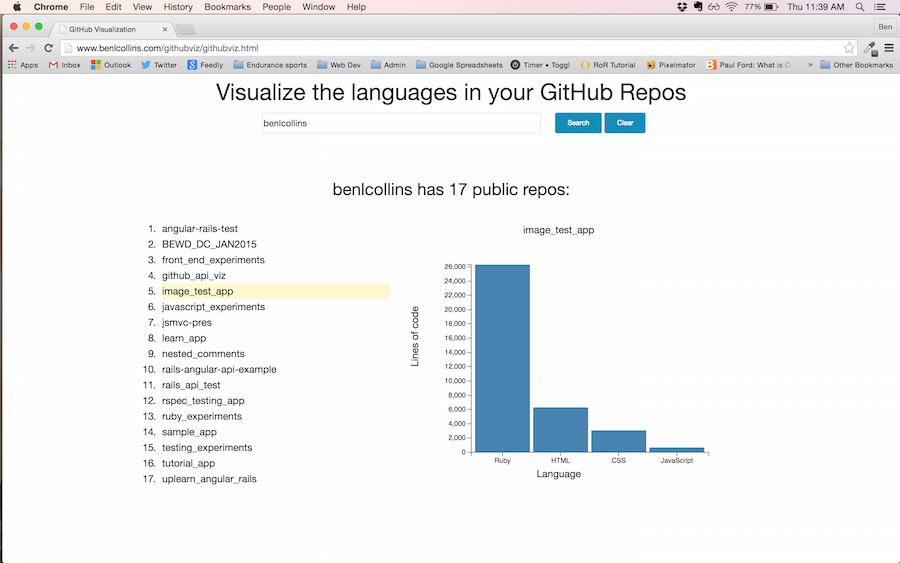 Chrome File Edit View History Bookmarks People Window Help 77% Thu 11:39 AM
GitHub Visualization Ben
www.benlcollins.com/githubviz/githubviz.html
Apps Inbox Outlook Twitter Feedly Endurance sports Web Dev Admin Google Spreadsheets Timer • Toggl RoR Tutorial Pixelmator Paul Ford: What is » Other Bookmarks
Visualize the languages in your GitHub Repos
benlcollins Search Clear
benlcollins has 17 public repos:
1. angular-rails-test
2. BEWD_DC_JAN2015
3. front_end_experiments
4. github_api_viz
5. image_test_app
6. javascript_experiments
7. jsmvc-pres
8. learn_app
9. nested_comments
10. rails-angular-api-example
11. rails_api_test
12. rspec_testing_app
13. ruby_experiments
14. sample_app
15. testing_experiments
16. tutorial_app
17. uplearn_angular_rails
image_test_app
26,000
24,000
22,000
20,000
18,000
16,000
14,000
12,000
10,000
8,000
6,000
4,000
2,000
0
Lines of code
Ruby HTML CSS JavaScript
Language